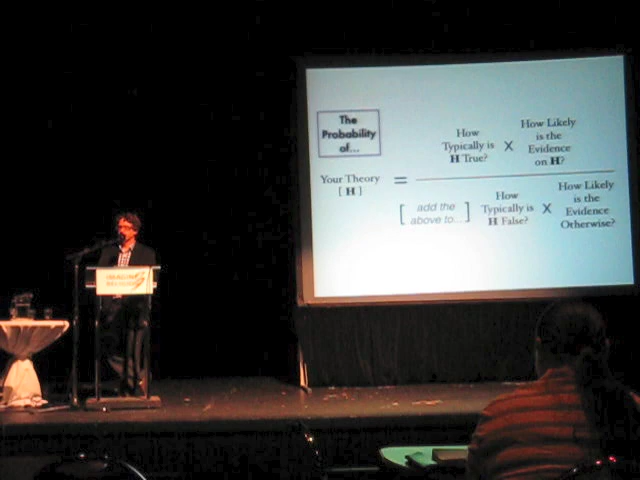 The
Probability
of...
Your Theory
[ H ]
=
How
Typically is
H True?
X
How Likely
is the
Evidence
on H?
[ add the
above to... ]
How
Typically is
H False?
X
How Likely
is the
Evidence
Otherwise?
IMAGINE